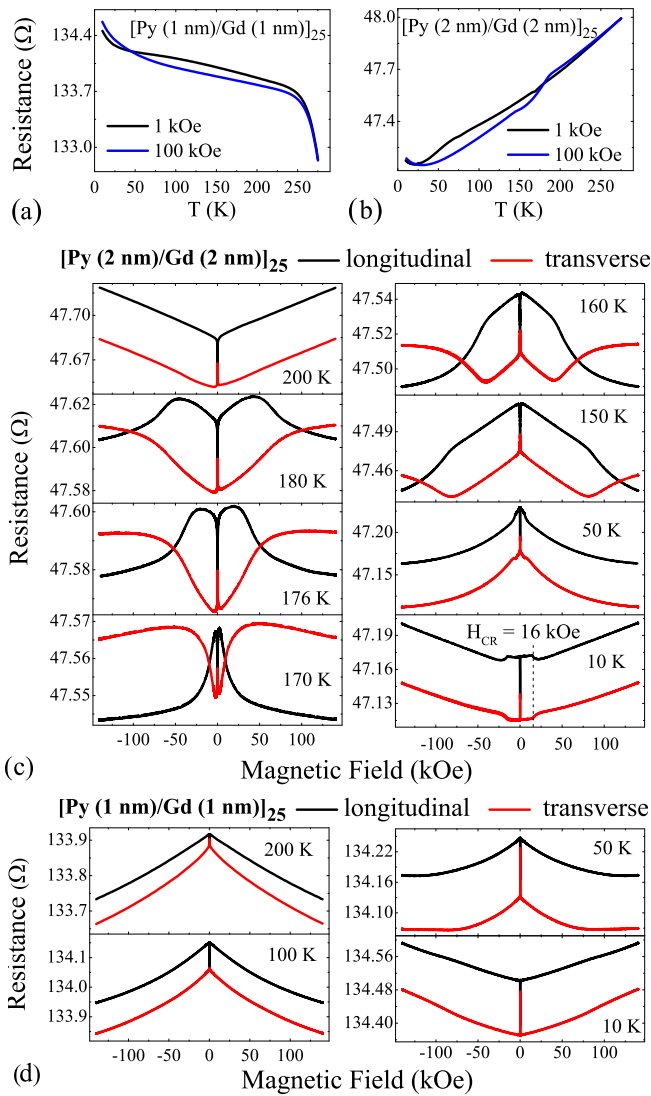 [Py (1 nm)/Gd (1 nm)]25
Resistance (Ω)
134.4
133.7
133.0
1 kOe
100 kOe
0 50 100 150 200 250
T (K)
(a)
[Py (2 nm)/Gd (2 nm)]25
48.0
47.7
47.4
1 kOe
100 kOe
0 50 100 150 200 250
T (K)
(b)
[Py (2 nm)/Gd (2 nm)]25 longitudinal transverse
Resistance (Ω)
47.70
47.67
200 K
47.62
47.60
47.58
180 K
47.60
47.58
176 K
47.57
47.56
47.55
170 K
-100 -50 0 50 100
47.54
47.52
47.50
160 K
47.49
47.46
150 K
47.20
47.15
50 K
47.19
47.16
47.13
HCR = 16 kOe
10 K
-100 -50 0 50 100
Magnetic Field (kOe)
(c)
[Py (1 nm)/Gd (1 nm)]25 longitudinal transverse
Resistance (Ω)
133.9
133.8
133.7
200 K
134.1
134.0
133.9
100 K
-100 -50 0 50 100
134.22
134.16
134.10
50 K
134.56
134.48
134.40
10 K
-100 -50 0 50 100
Magnetic Field (kOe)
(d)